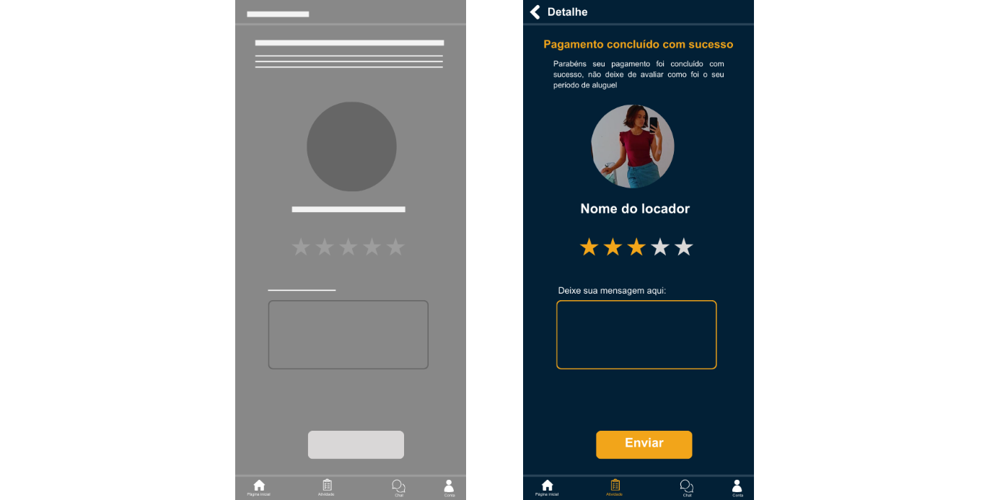 Página inicial
Atividade
Chat
Conta
Detalhe
Pagamento concluído com sucesso
Parabéns seu pagamento foi concluído com
sucesso, não deixe de avaliar como foi o seu
período de aluguel
Nome do locador
Deixe sua mensagem aqui:
Enviar
Página inicial
Atividade
Chat
Conta